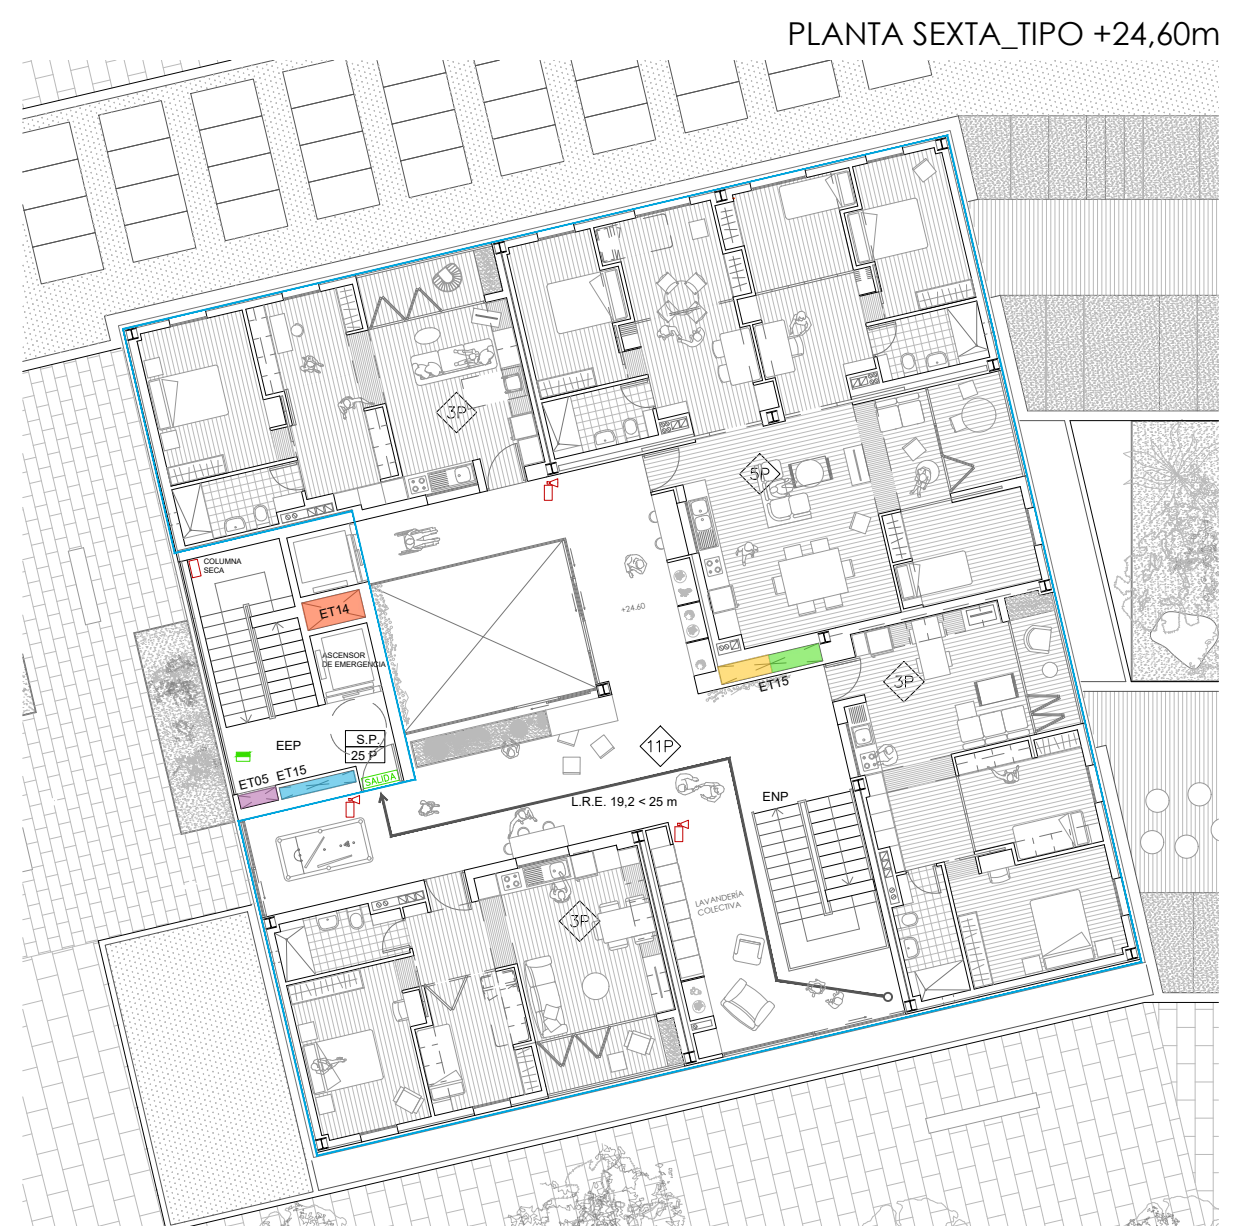 PLANTA SEXTA_TIPO +24,60m
3P
5P
COLUMNA
SECA
ET14
+24.60
ASCENSOR
DE EMERGENCIA
ET15
3P
S.P.
25 P
EEP
11P
ET05
ET15
SALIDA
L.R.E. 19,2 < 25 m
ENP
LAVANDERÍA
COLECTIVA
3P